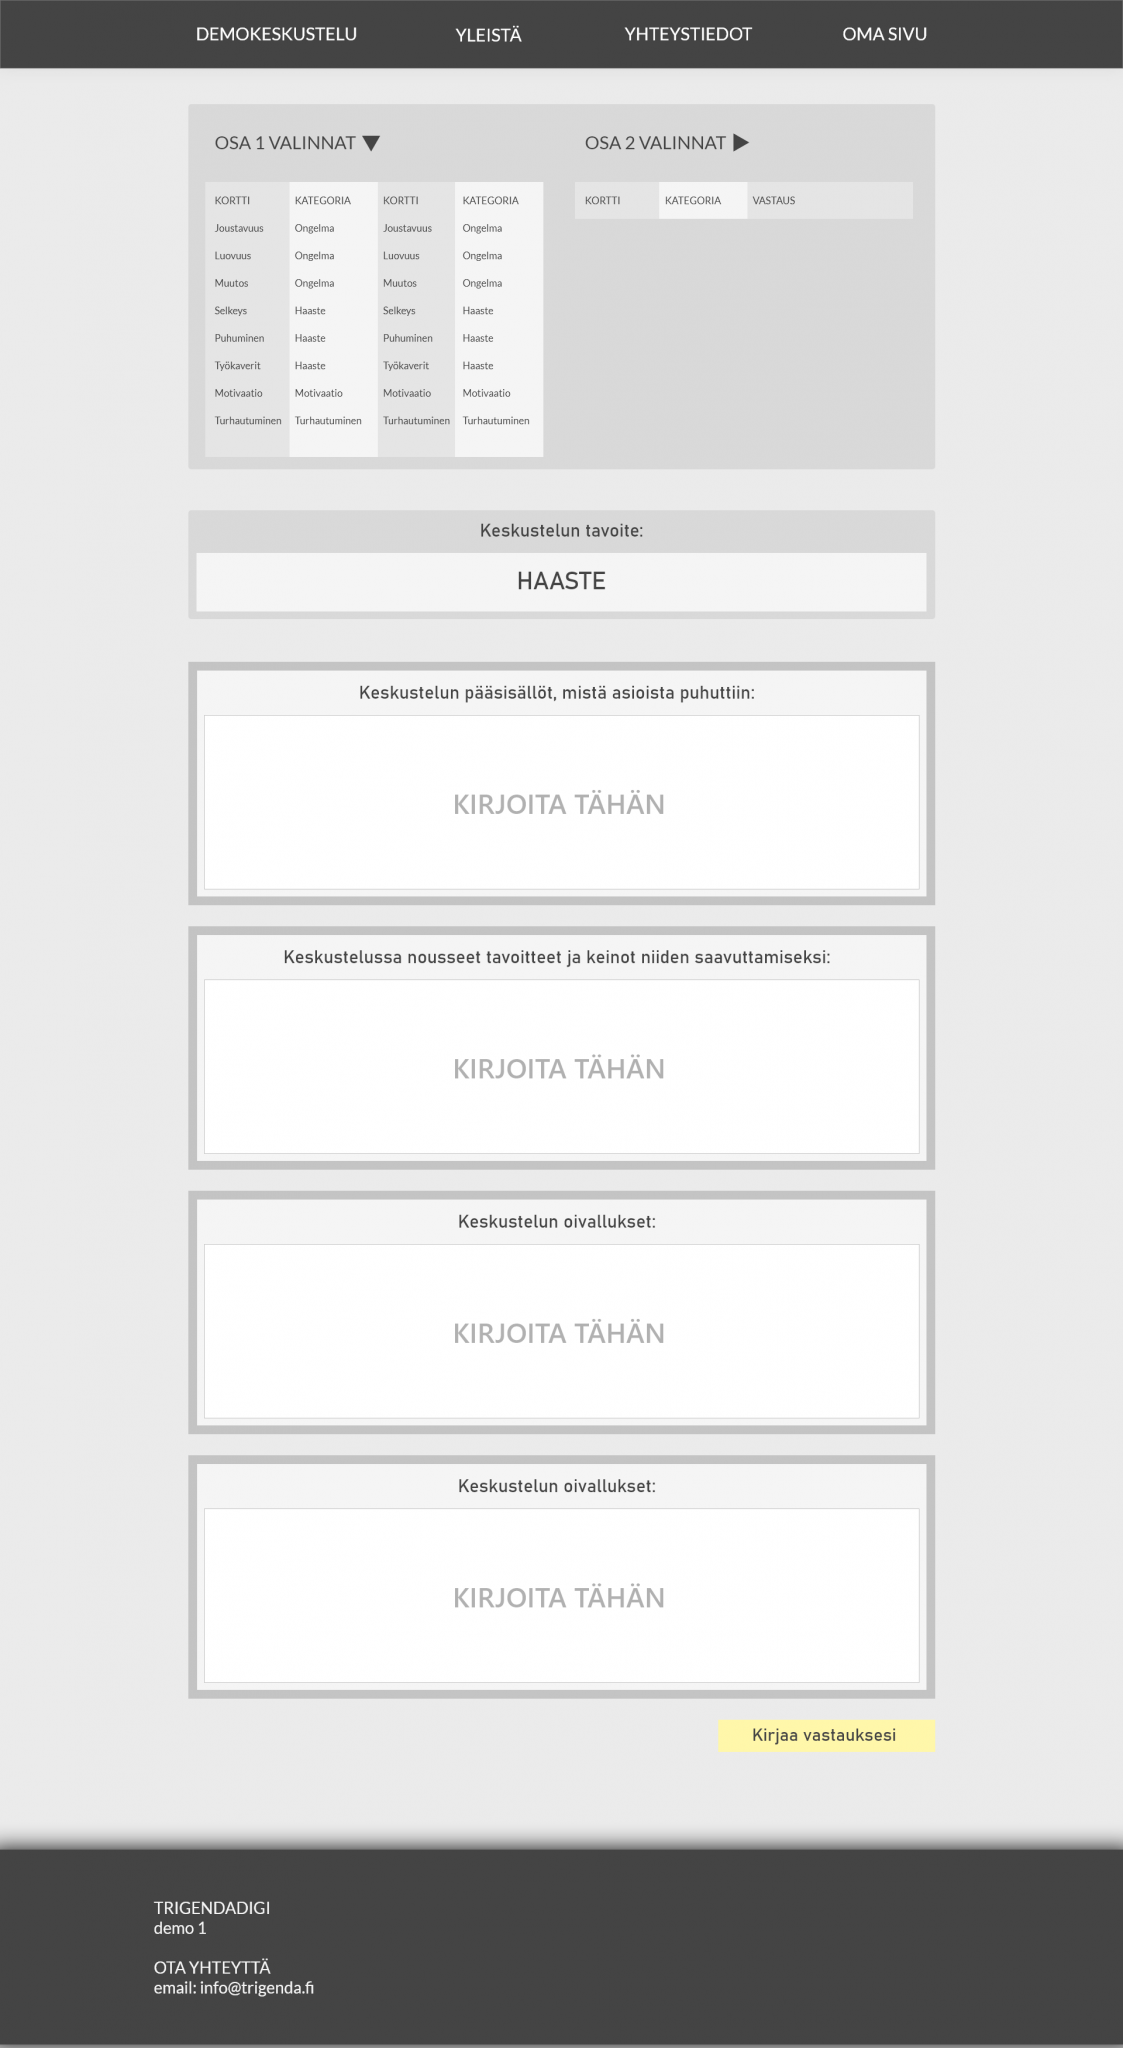 DEMOKESKUSTELU YLEISTÄ YHTEYSTIEDOT OMA SIVU
OSA 1 VALINNAT
KORTTI KATEGORIA KORTTI KATEGORIA
Joustavuus Ongelma Joustavuus Ongelma
Luovuus Ongelma Luovuus Ongelma
Muutos Ongelma Muutos Ongelma
Selkeys Haaste Selkeys Haaste
Puhuminen Haaste Puhuminen Haaste
Työkaverit Haaste Työkaverit Haaste
Motivaatio Motivaatio Motivaatio Motivaatio
Turhautuminen Turhautuminen Turhautuminen Turhautuminen
OSA 2 VALINNAT
KORTTI KATEGORIA VASTAUS
Keskustelun tavoite:
HAASTE
Keskustelun pääsisällöt, mistä asioista puhuttiin:
KIRJOITA TÄHÄN
Keskustelussa nousseet tavoitteet ja keinot niiden saavuttamiseksi:
KIRJOITA TÄHÄN
Keskustelun oivallukset:
KIRJOITA TÄHÄN
Keskustelun oivallukset:
KIRJOITA TÄHÄN
Kirjaa vastauksesi
TRIGENDADIGI
demo 1
OTA YHTEYTTÄ
email: info@trigenda.fi